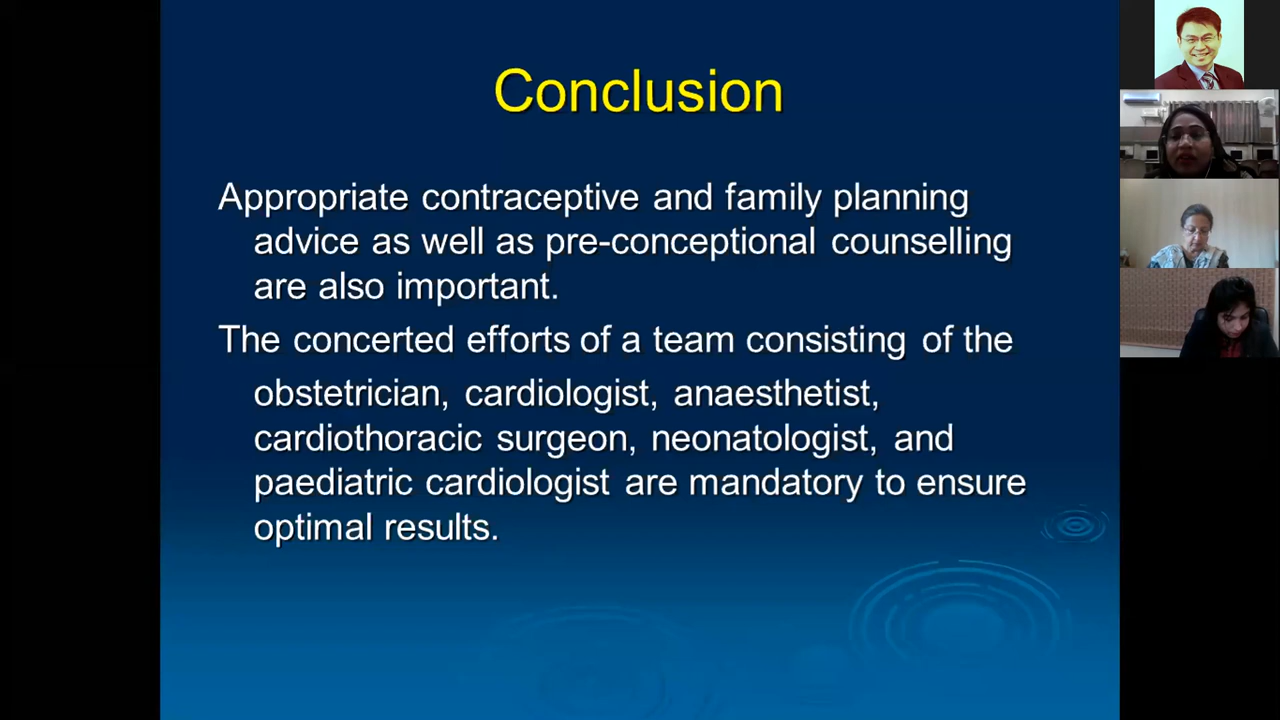 Conclusion
Appropriate contraceptive and family planning
advice as well as pre-conceptional counselling
are also important.
The concerted efforts of a team consisting of the
obstetrician, cardiologist, anaesthetist,
cardiothoracic surgeon, neonatologist, and
paediatric cardiologist are mandatory to ensure
optimal results.